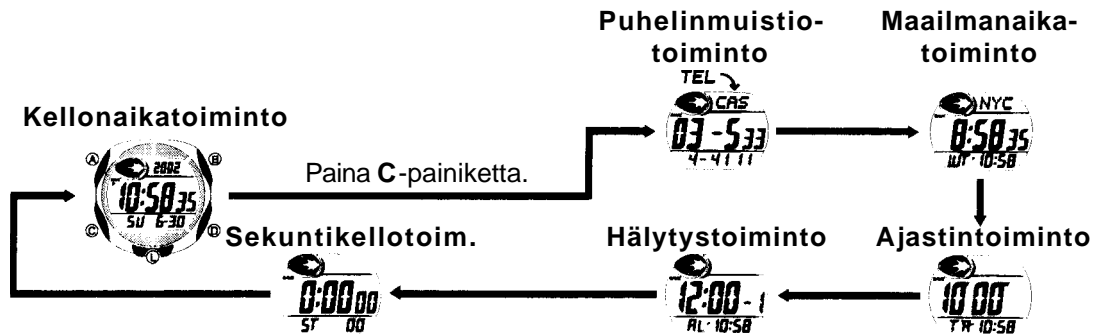 Puhelinmuistio-
toiminto
TEL
CAS
03-533
4-4111
Maailmanaika-
toiminto
NYC
8:58 35
WT 10:58
Kellonaikatoiminto
A
B
2002
10:58 35
SU 6-30
C
D
L
Paina C-painiketta.
Sekuntikellotoim.
0:00 00
ST 00
Hälytystoiminto
12:00-1
AL 10:58
Ajastintoiminto
10 00
TR 10:58